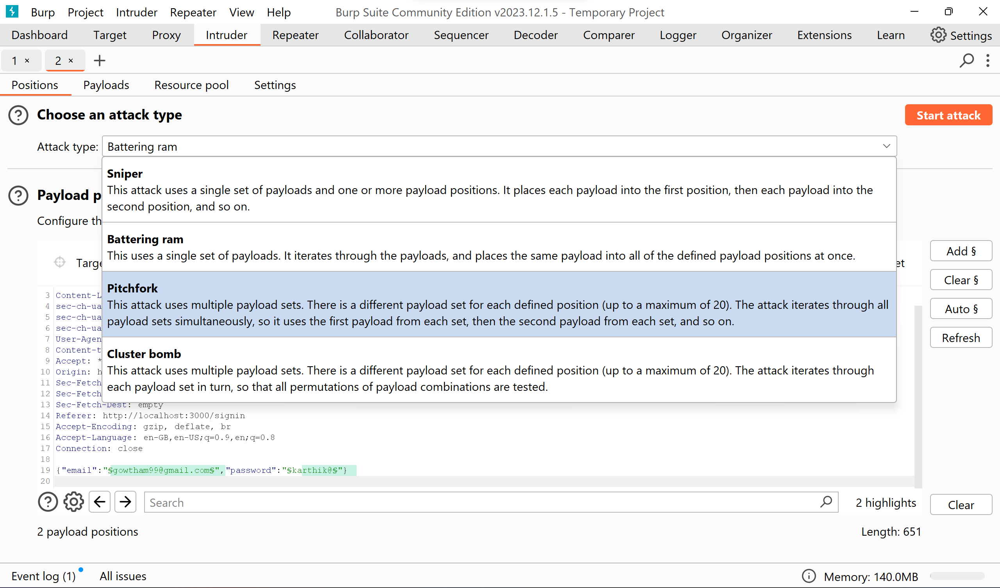 Burp Project Intruder Repeater View Help Burp Suite Community Edition v2023.12.1.5 - Temporary Project
Dashboard Target Proxy Intruder Repeater Collaborator Sequencer Decoder Comparer Logger Organizer Extensions Learn Settings
1 × 2 × +
Positions Payloads Resource pool Settings
? Choose an attack type Start attack
Attack type: Battering ram
Sniper
This attack uses a single set of payloads and one or more payload positions. It places each payload into the first position, then each payload into the
second position, and so on.
? Payload p
Configure th
Battering ram
This uses a single set of payloads. It iterates through the payloads, and places the same payload into all of the defined payload positions at once.
Targe et
Add §
Clear §
Auto §
Refresh
Pitchfork
This attack uses multiple payload sets. There is a different payload set for each defined position (up to a maximum of 20). The attack iterates through all
payload sets simultaneously, so it uses the first payload from each set, then the second payload from each set, and so on.
Cluster bomb
This attack uses multiple payload sets. There is a different payload set for each defined position (up to a maximum of 20). The attack iterates through
each payload set in turn, so that all permutations of payload combinations are tested.
3 Content-L
4 sec-ch-ua
5 sec-ch-ua
6 sec-ch-ua
7 User-Agen
8 Content-t
9 Accept: *
10 Origin: h
11 Sec-Fetch
12 Sec-Fetch
13 Sec-Fetch-Dest: empty
14 Referer: http://localhost:3000/signin
15 Accept-Encoding: gzip, deflate, br
16 Accept-Language: en-GB,en-US;q=0.9,en;q=0.8
17 Connection: close
18
19 {"email":"§gowtham99@gmail.com§","password":"§karthik@§"}
20
? Search 2 highlights Clear
2 payload positions Length: 651
Event log (1) All issues Memory: 140.0MB